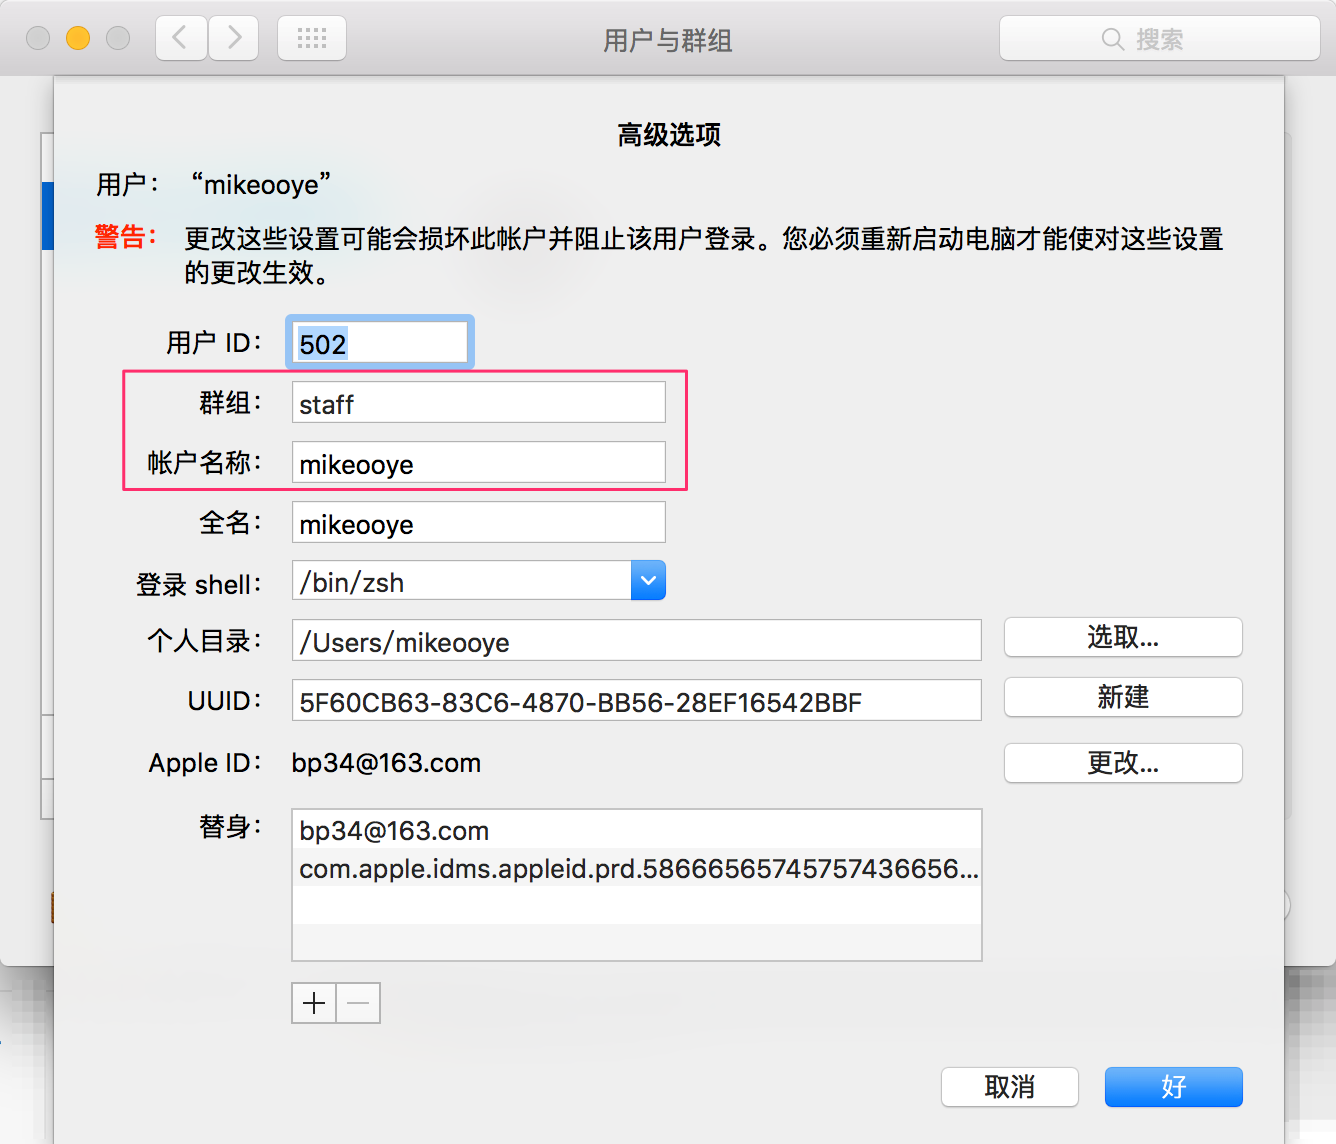 用户与群组
搜索
高级选项
用户： “mikeooye”
警告： 更改这些设置可能会损坏此帐户并阻止该用户登录。您必须重新启动电脑才能使对这些设置
的更改生效。
用户 ID： 502
群组： staff
帐户名称： mikeooye
全名： mikeooye
登录 shell： /bin/zsh
个人目录： /Users/mikeooye 选取...
UUID： 5F60CB63-83C6-4870-BB56-28EF16542BBF 新建
Apple ID： bp34@163.com 更改...
替身： bp34@163.com
com.apple.idms.appleid.prd.58666565745757436656...
取消 好